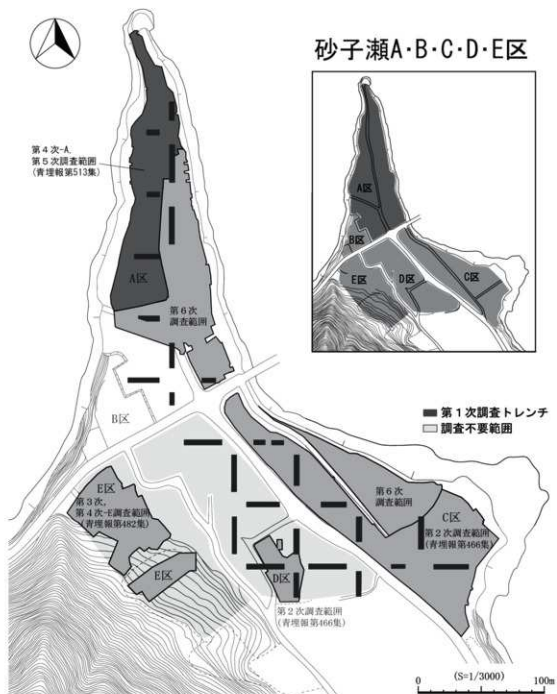 砂子瀬A・B・C・D・E区
A区
B区
E区
D区
C区
第４次-A.
第５次調査範囲
(青埋報第513集)
A区
第６次
調査範囲
B区
第１次調査トレンチ
調査不要範囲
E区
第３次,
第４次-E調査範囲
(青埋報第482集)
E区
第６次
調査範囲
C区
第２次調査範囲
(青埋報第466集)
D区
第２次調査範囲
(青埋報第466集)
(S=1/3000)
0 100m